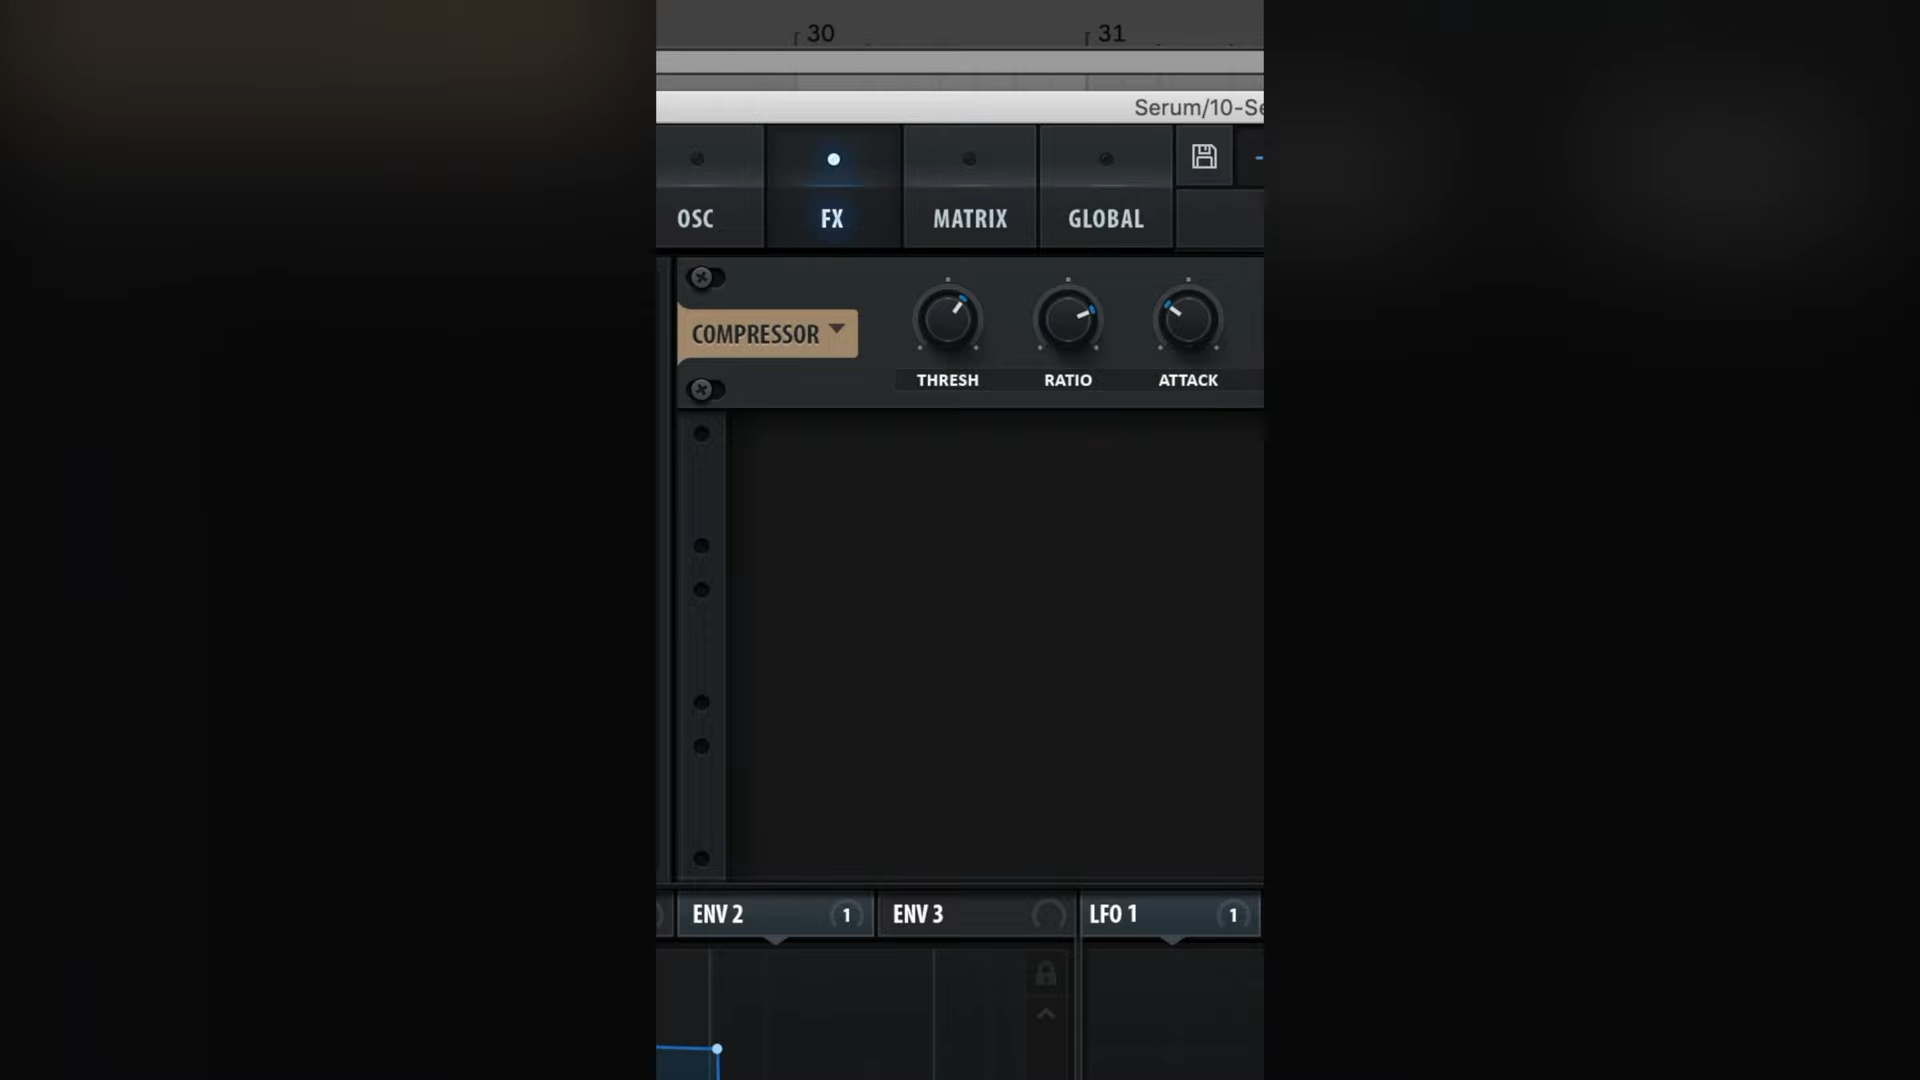 30 31
Serum/10-Se
OSC FX MATRIX GLOBAL
COMPRESSOR
THRESH RATIO ATTACK
ENV 2 1 ENV 3 LFO 1 1